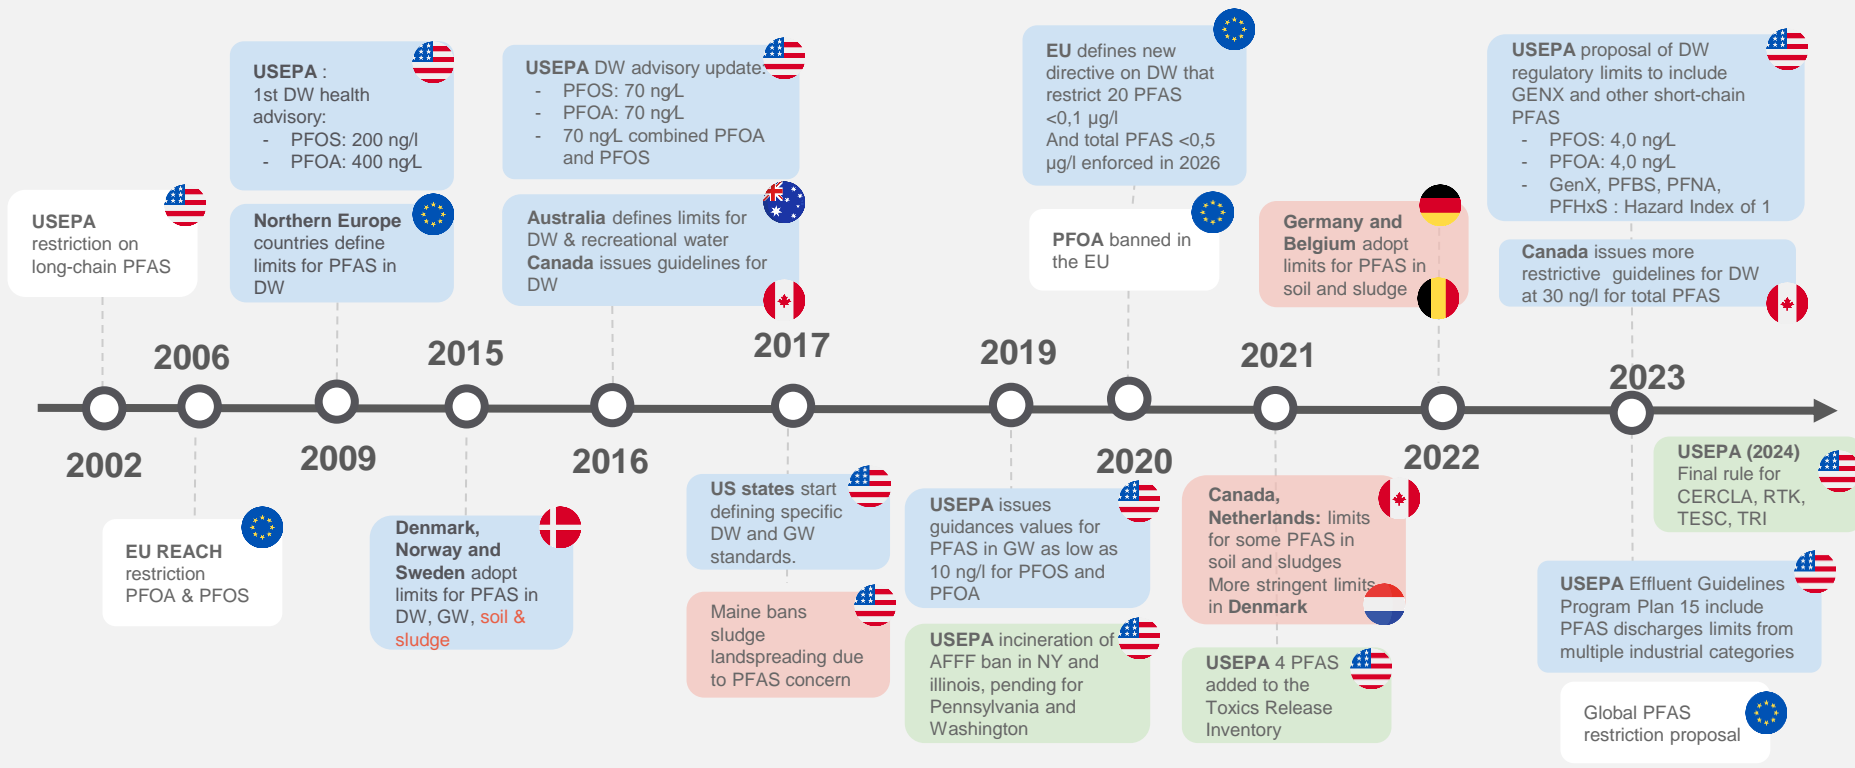 USEPA
restriction on
long-chain PFAS
USEPA :
1st DW health
advisory:
- PFOS: 200 ng/l
- PFOA: 400 ng/L
Northern Europe
countries define
limits for PFAS in
DW
USEPA DW advisory update:
- PFOS: 70 ng/L
- PFOA: 70 ng/L
- 70 ng/L combined PFOA
and PFOS
Australia defines limits for
DW & recreational water
Canada issues guidelines for
DW
EU defines new
directive on DW that
restrict 20 PFAS
<0,1 µg/l
And total PFAS <0,5
µg/l enforced in 2026
PFOA banned in
the EU
Germany and
Belgium adopt
limits for PFAS in
soil and sludge
USEPA proposal of DW
regulatory limits to include
GENX and other short-chain
PFAS
- PFOS: 4,0 ng/L
- PFOA: 4,0 ng/L
- GenX, PFBS, PFNA,
PFHxS : Hazard Index of 1
Canada issues more
restrictive guidelines for DW
at 30 ng/l for total PFAS
2006
2015
2017
2019
2021
2023
2002
2009
2016
2020
2022
EU REACH
restriction
PFOA & PFOS
Denmark,
Norway and
Sweden adopt
limits for PFAS in
DW, GW, soil &
sludge
US states start
defining specific
DW and GW
standards.
Maine bans
sludge
landspreading due
to PFAS concern
USEPA issues
guidances values for
PFAS in GW as low as
10 ng/l for PFOS and
PFOA
USEPA incineration of
AFFF ban in NY and
illinois, pending for
Pennsylvania and
Washington
Canada,
Netherlands: limits
for some PFAS in
soil and sludges
More stringent limits
in Denmark
USEPA 4 PFAS
added to the
Toxics Release
Inventory
USEPA (2024)
Final rule for
CERCLA, RTK,
TESC, TRI
USEPA Effluent Guidelines
Program Plan 15 include
PFAS discharges limits from
multiple industrial categories
Global PFAS
restriction proposal